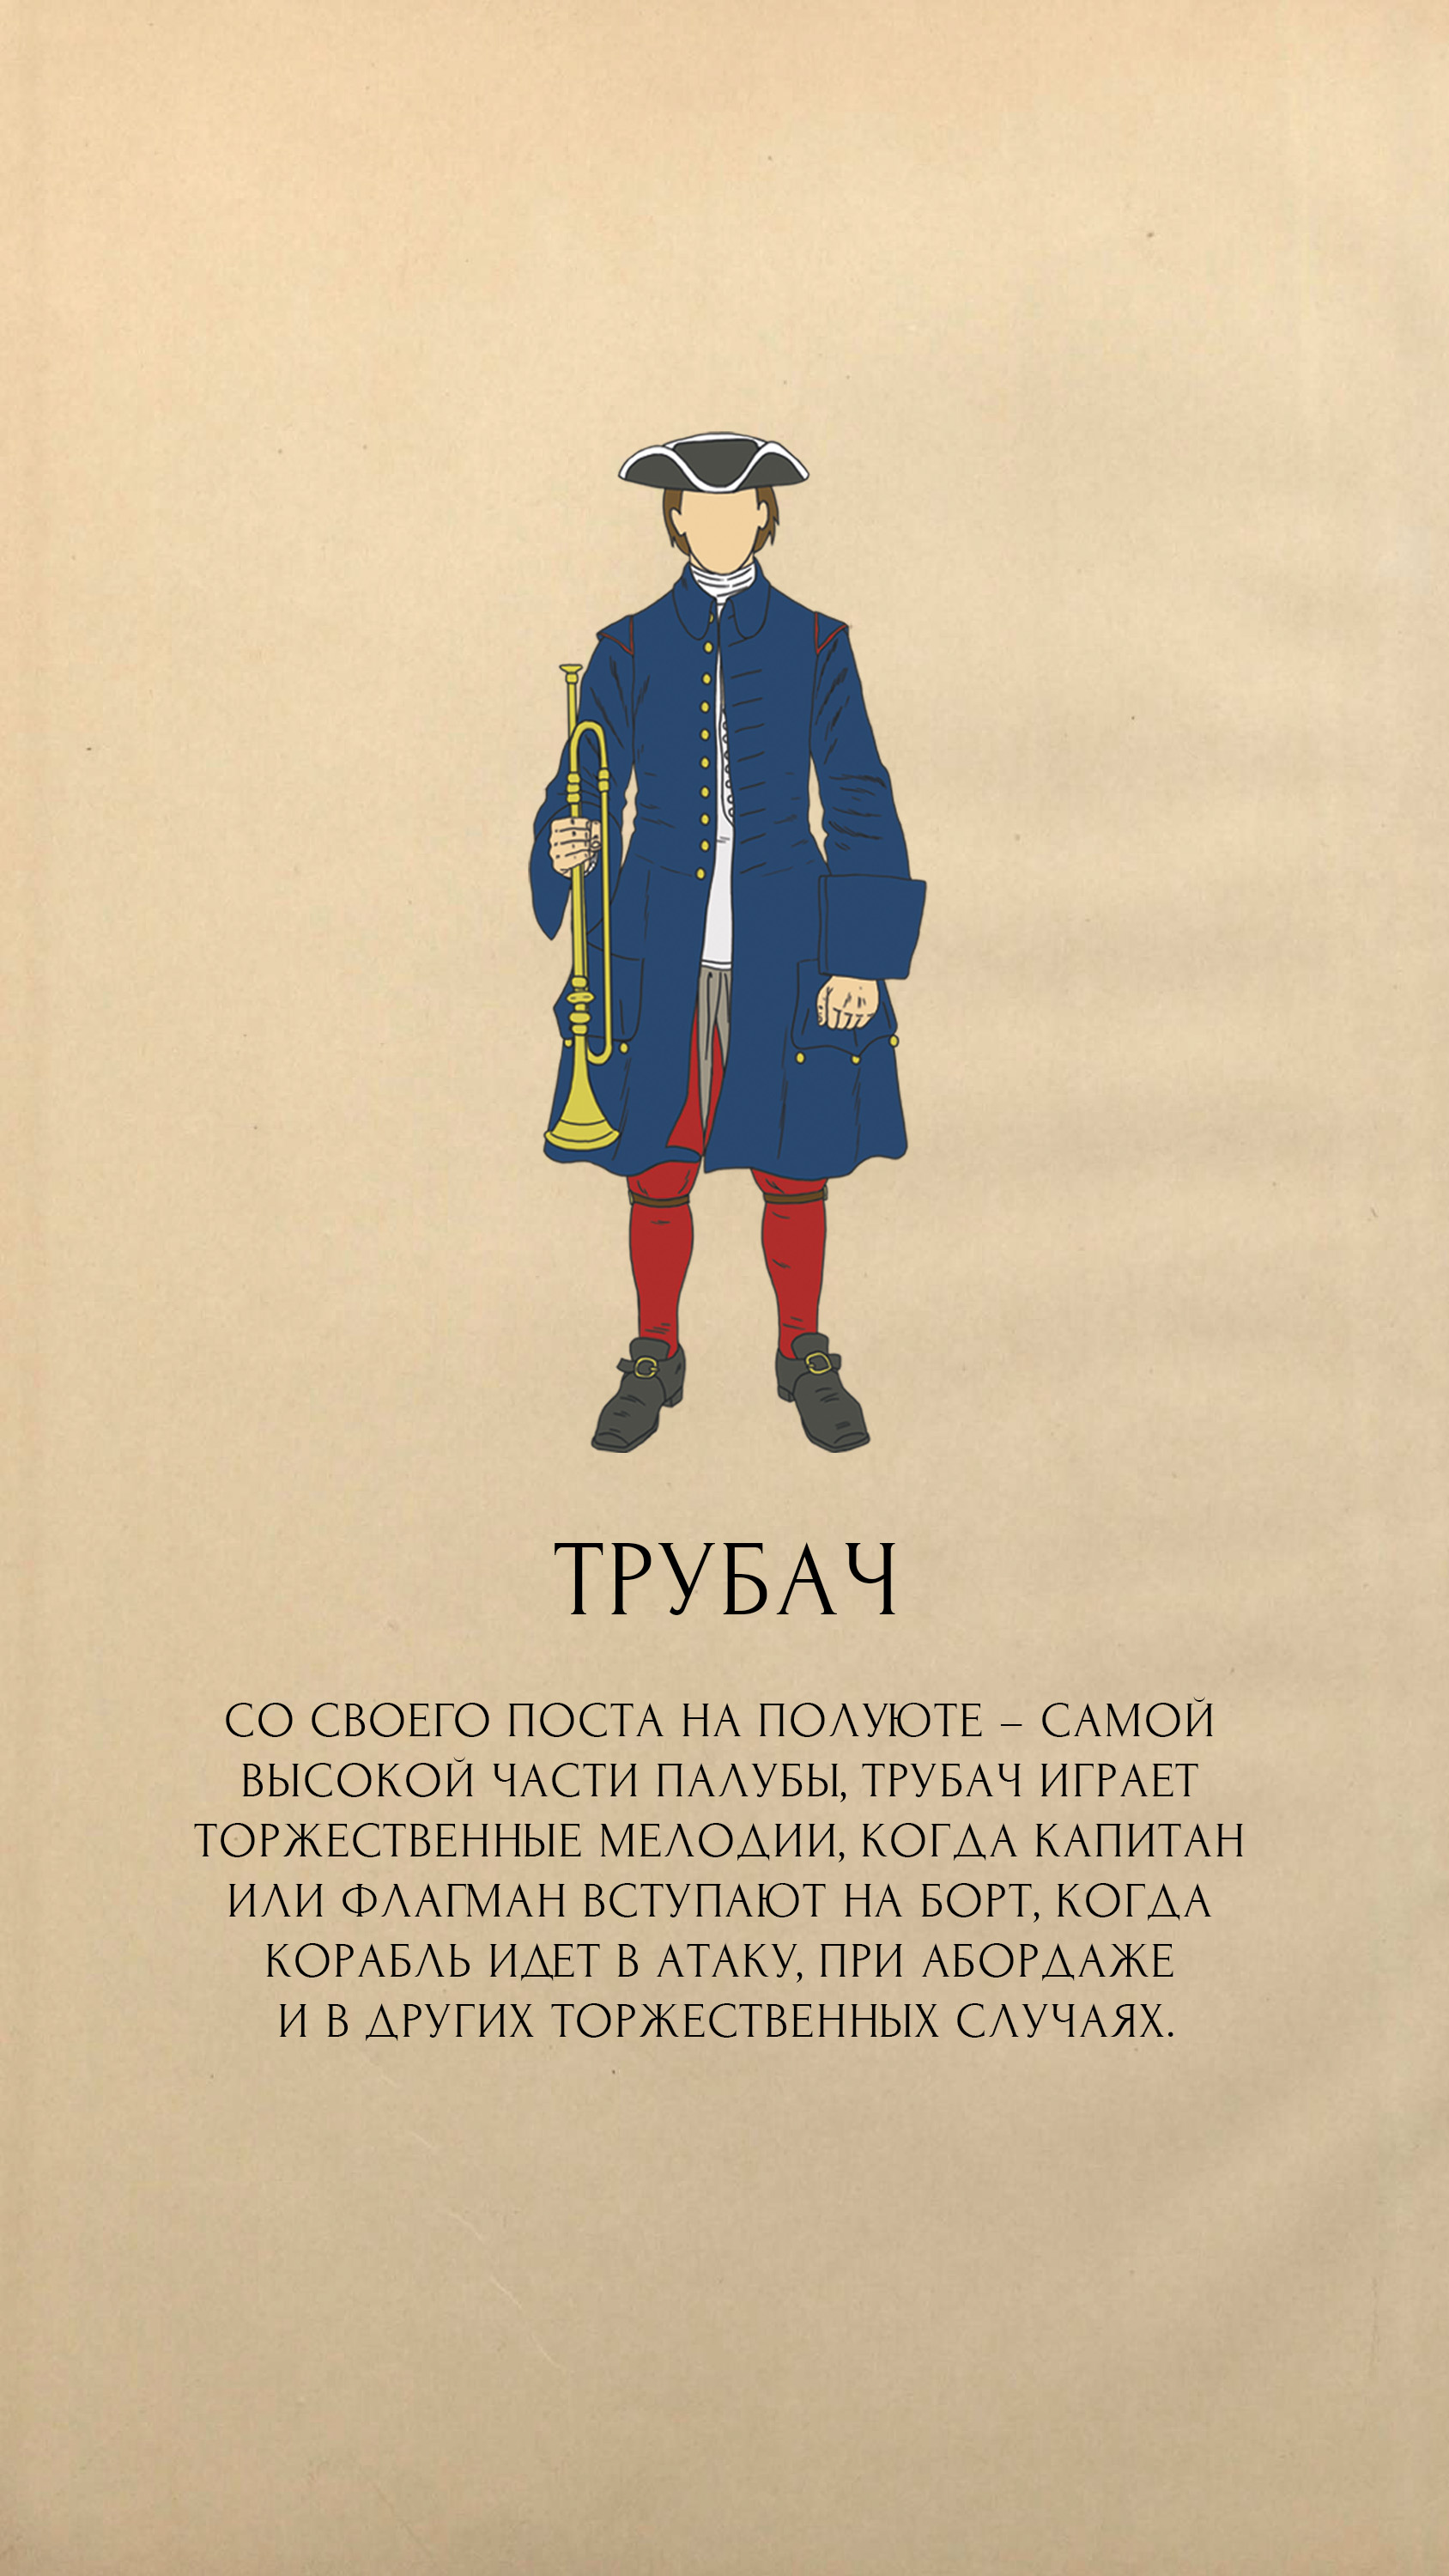 ТРУБАЧ
СО СВОЕГО ПОСТА НА ПОЛУЮТЕ – САМОЙ
ВЫСОКОЙ ЧАСТИ ПАЛУБЫ, ТРУБАЧ ИГРАЕТ
ТОРЖЕСТВЕННЫЕ МЕЛОДИИ, КОГДА КАПИТАН
ИЛИ ФЛАГМАН ВСТУПАЮТ НА БОРТ, КОГДА
КОРАБЛЬ ИДЕТ В АТАКУ, ПРИ АБОРДАЖЕ
И В ДРУГИХ ТОРЖЕСТВЕННЫХ СЛУЧАЯХ.